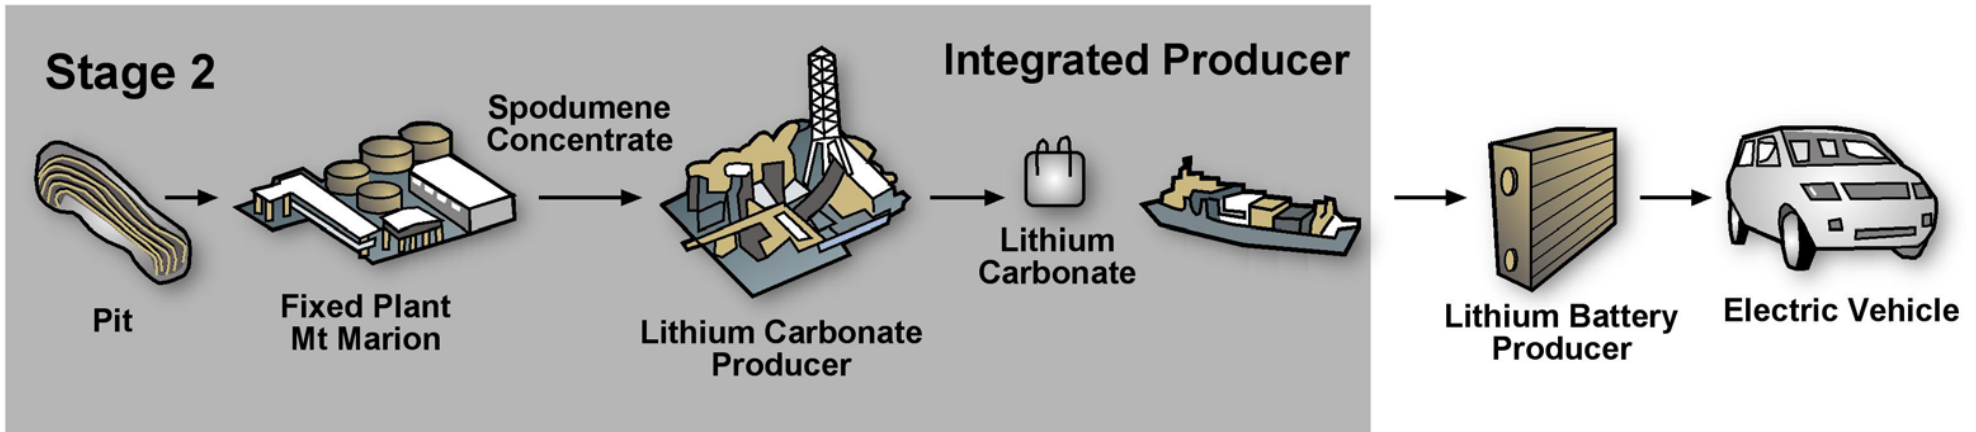 Stage 2
Integrated Producer
Spodumene
Concentrate
Pit
Fixed Plant
Mt Marion
Lithium Carbonate
Producer
Lithium
Carbonate
Lithium Battery
Producer
Electric Vehicle